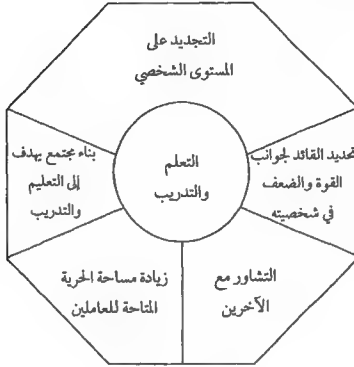 التجديد على
المستوى الشخصي
تحديد القائد لجوانب
القوة والضعف
في شخصيته
التعلم
والتدريب
بناء مجتمع يهدف
إلى التعليم
والتدريب
التشاور مع
الآخرين
زيادة مساحة الحرية
المتاحة للعاملين